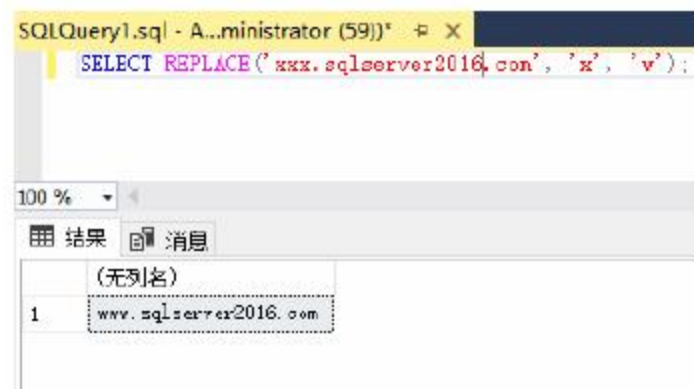 SQLQuery1.sql - A...ministrator (59))*
SELECT REPLACE('xxx.sqlserver2016.com', 'x', 'w');
100 %
结果 消息
(无列名)
1 www.sqlserver2016.com